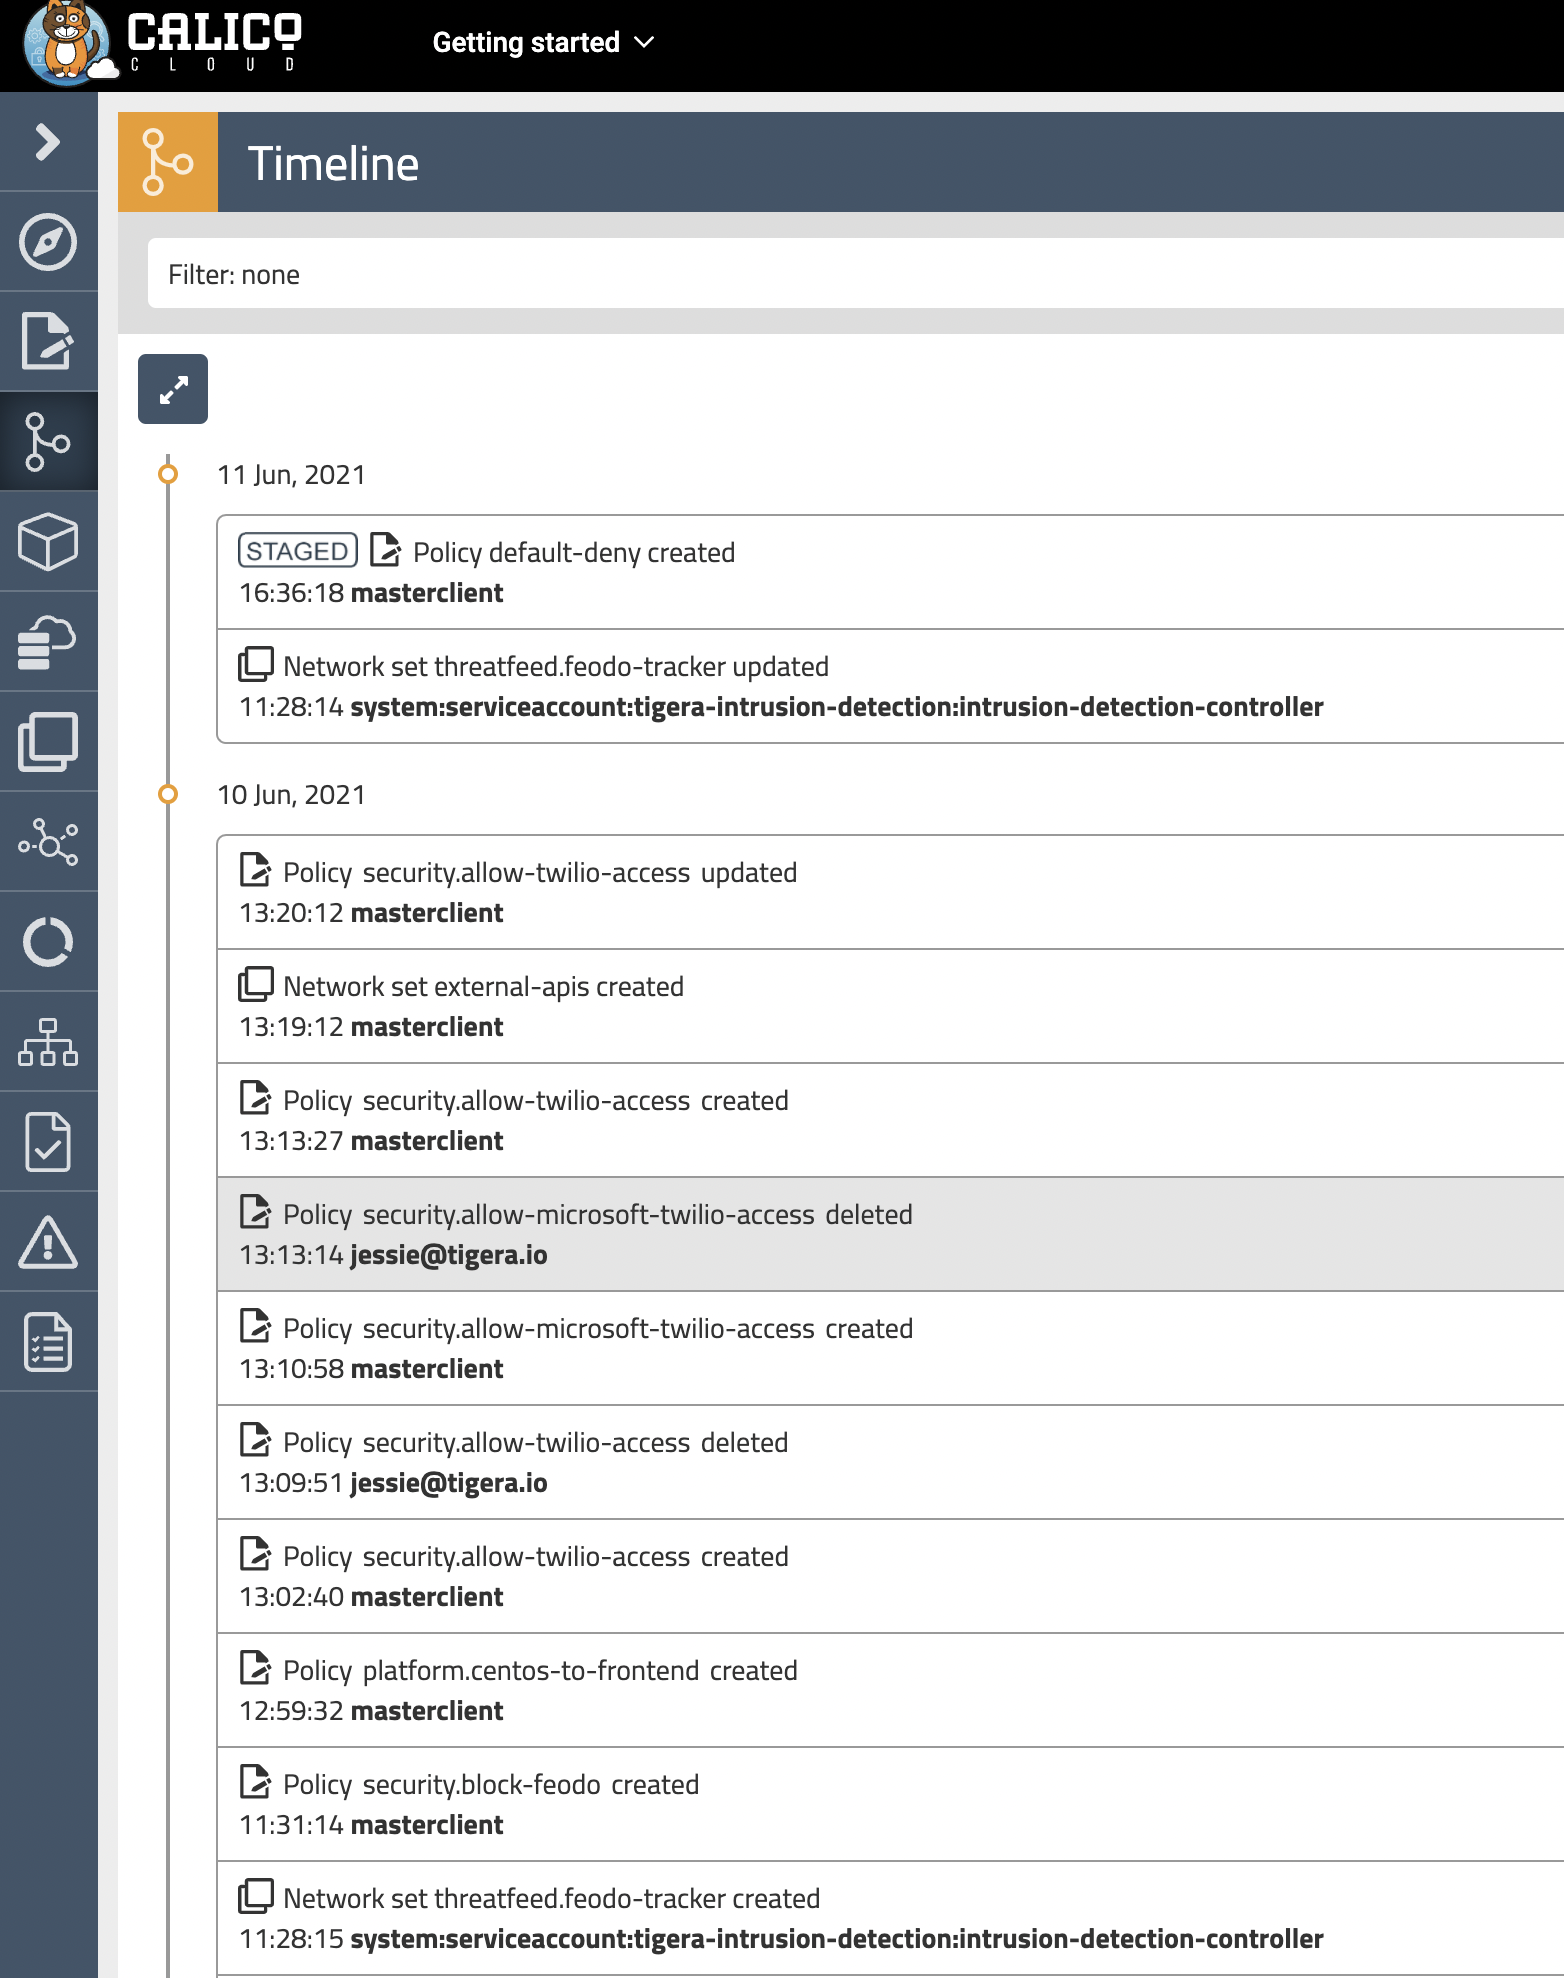 CALICO
CLOUD
Getting started
Timeline
Filter: none
11 Jun, 2021
STAGED Policy default-deny created
16:36:18 masterclient
Network set threatfeed.feodo-tracker updated
11:28:14 system:serviceaccount:tigera-intrusion-detection:intrusion-detection-controller
10 Jun, 2021
Policy security.allow-twilio-access updated
13:20:12 masterclient
Network set external-apis created
13:19:12 masterclient
Policy security.allow-twilio-access created
13:13:27 masterclient
Policy security.allow-microsoft-twilio-access deleted
13:13:14 jessie@tigera.io
Policy security.allow-microsoft-twilio-access created
13:10:58 masterclient
Policy security.allow-twilio-access deleted
13:09:51 jessie@tigera.io
Policy security.allow-twilio-access created
13:02:40 masterclient
Policy platform.centos-to-frontend created
12:59:32 masterclient
Policy security.block-feodo created
11:31:14 masterclient
Network set threatfeed.feodo-tracker created
11:28:15 system:serviceaccount:tigera-intrusion-detection:intrusion-detection-controller